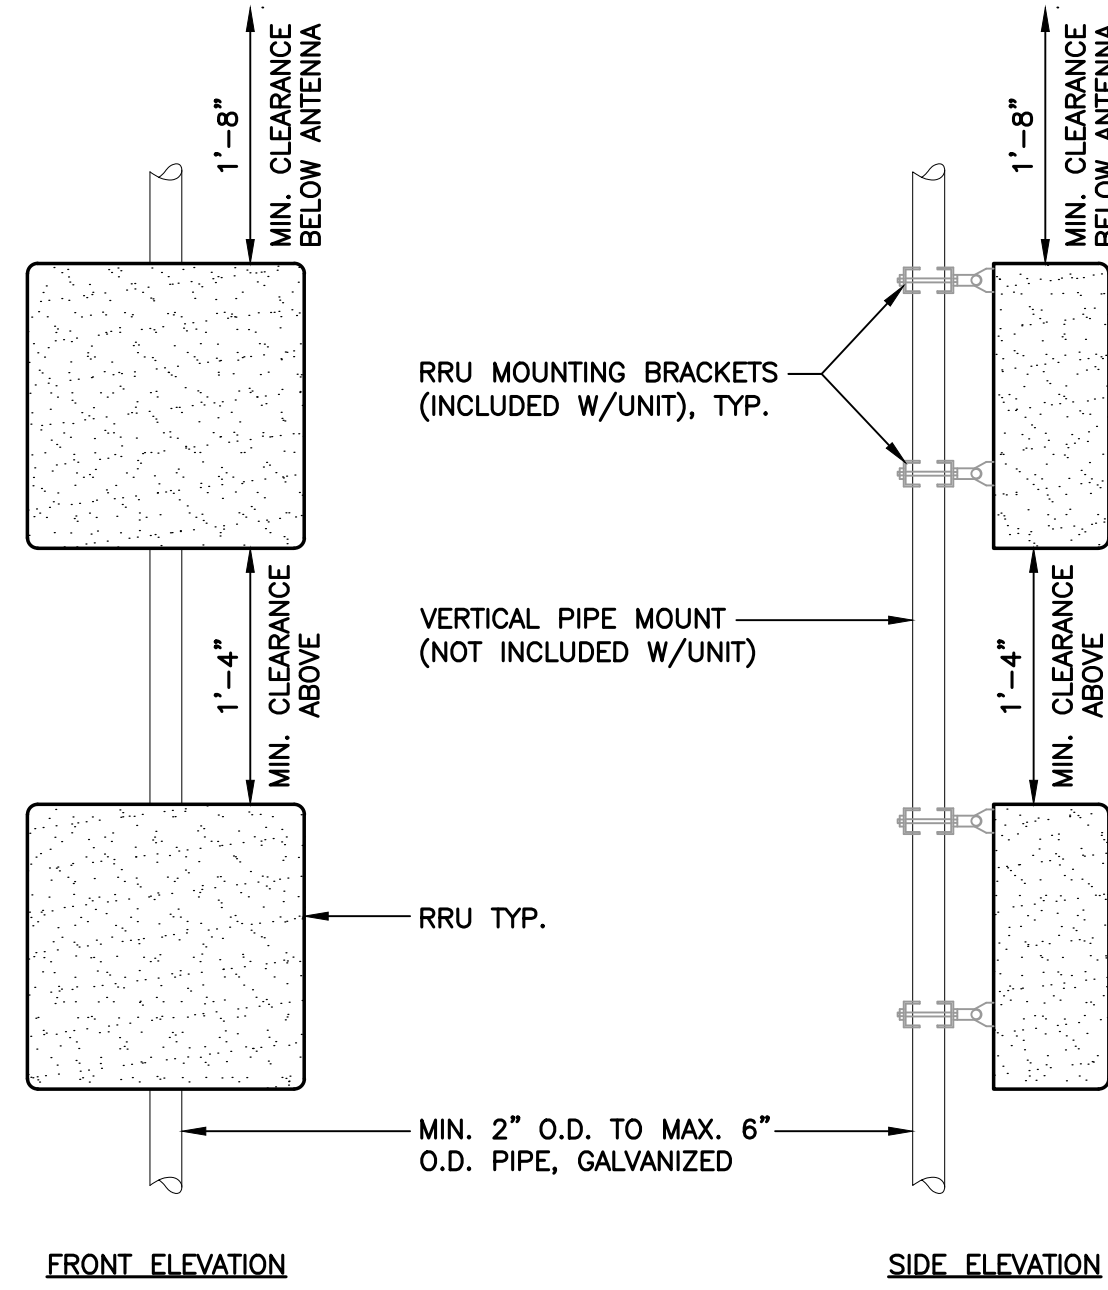 1'-8"
MIN. CLEARANCE
BELOW ANTENNA
1'-8"
MIN. CLEARANCE
BELOW ANTENNA
RRU MOUNTING BRACKETS
(INCLUDED W/UNIT), TYP.
VERTICAL PIPE MOUNT
(NOT INCLUDED W/UNIT)
1'-4"
MIN. CLEARANCE
ABOVE
1'-4"
MIN. CLEARANCE
ABOVE
RRU TYP.
MIN. 2" O.D. TO MAX. 6"
O.D. PIPE, GALVANIZED
FRONT ELEVATION
SIDE ELEVATION